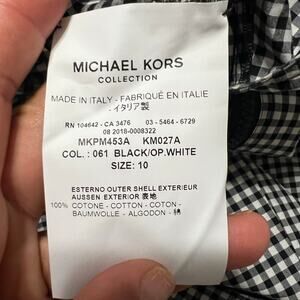 MICHAEL KORS
COLLECTION
MADE IN ITALY - FABRIQUÉ EN ITALIE
- イタリア製
RN 104642 - CA 3476 03 - 5464 - 6729
08 2018-0008322
MKPM453A KM027A
COL.: 061 BLACK/OP.WHITE
SIZE: 10
ESTERNO OUTER SHELL EXTERIEUR
AUSSEN EXTERIOR 表地
100% COTONE - COTTON - COTON -
BAUMWOLLE - ALGODON - 綿